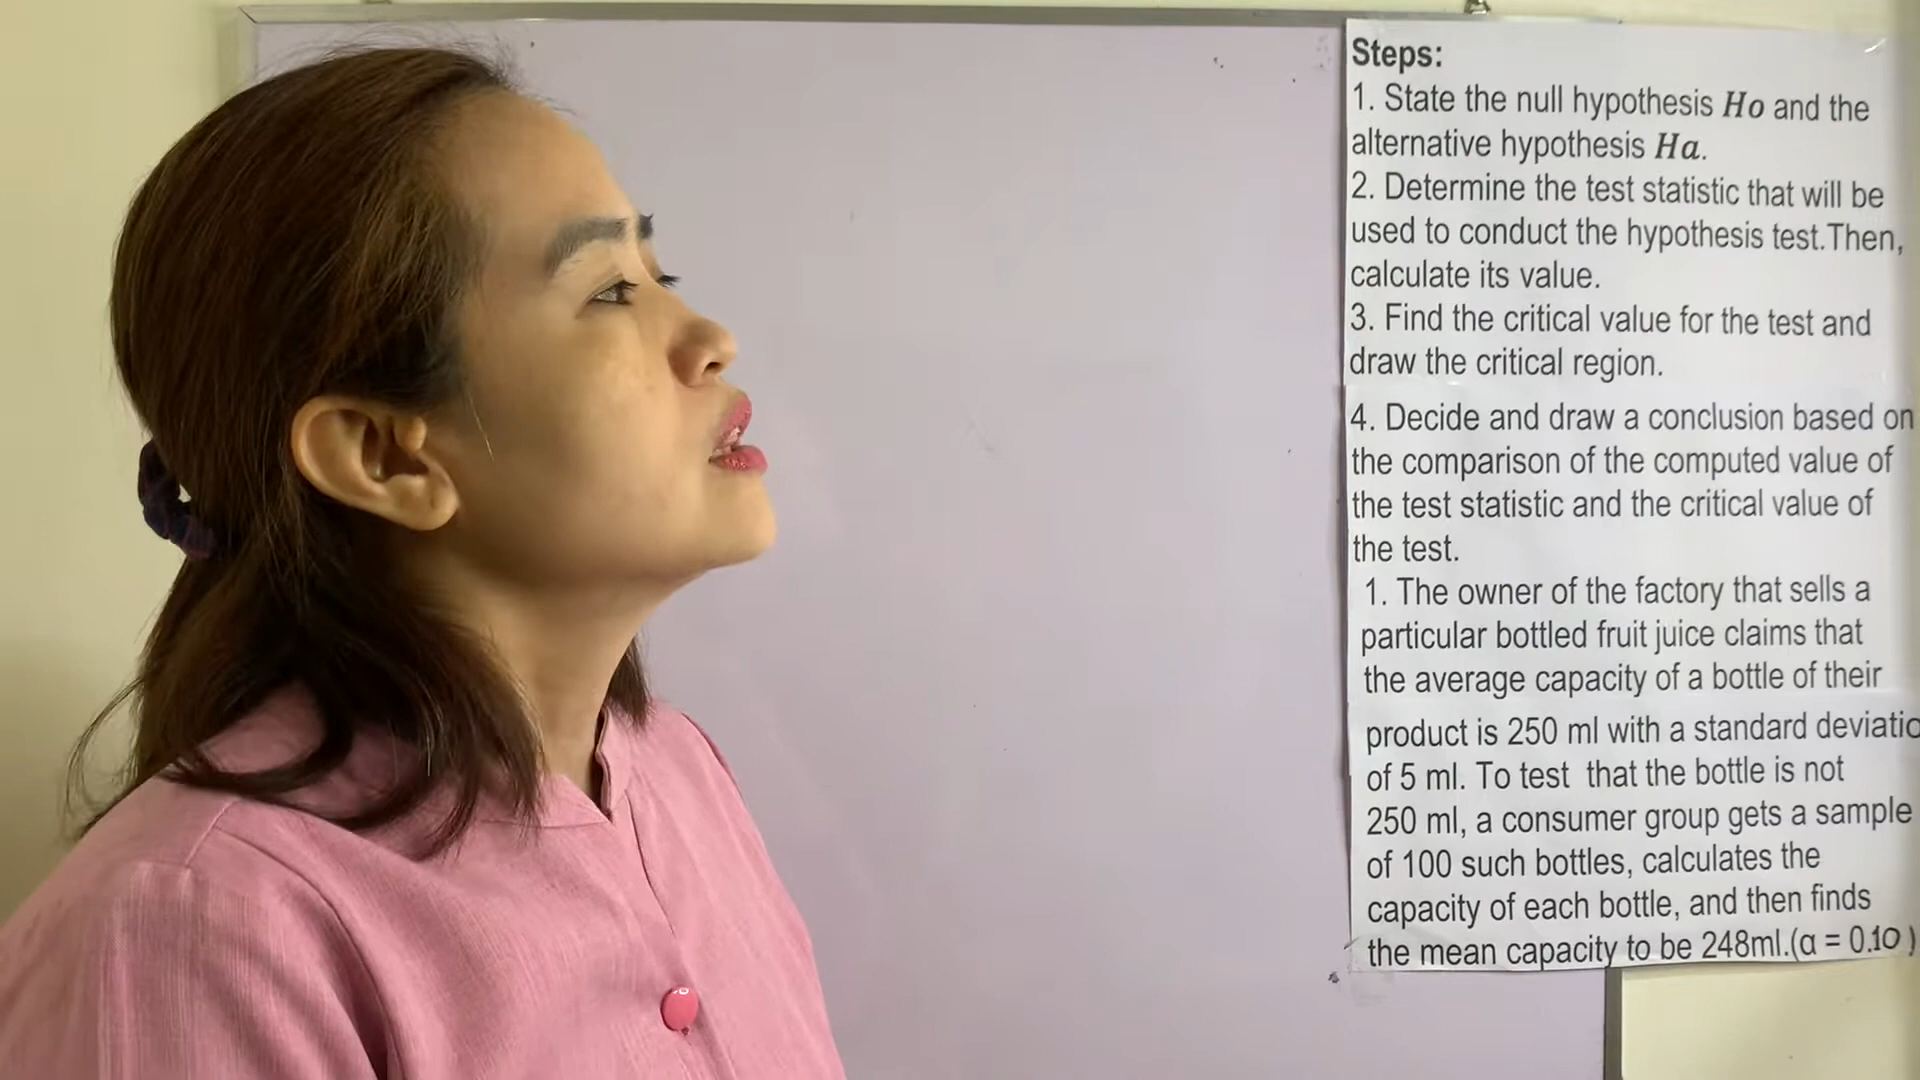 Steps:
1. State the null hypothesis Ho and the
alternative hypothesis Ha.
2. Determine the test statistic that will be
used to conduct the hypothesis test.Then,
calculate its value.
3. Find the critical value for the test and
draw the critical region.
4. Decide and draw a conclusion based on
the comparison of the computed value of
the test statistic and the critical value of
the test.
1. The owner of the factory that sells a
particular bottled fruit juice claims that
the average capacity of a bottle of their
product is 250 ml with a standard deviatio
of 5 ml. To test that the bottle is not
250 ml, a consumer group gets a sample
of 100 such bottles, calculates the
capacity of each bottle, and then finds
the mean capacity to be 248ml.(α = 0.10 )